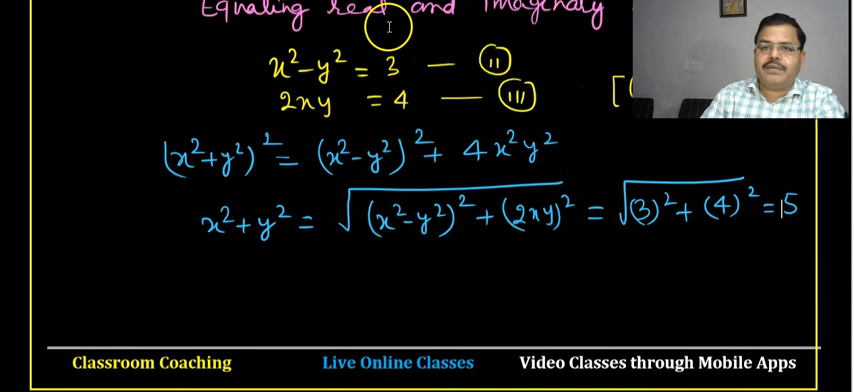 Equating real and Imaginary
x² - y² = 3 — (II)
2xy = 4 — (III) [(
(x² + y²)² = (x² - y²)² + 4x²y²
x² + y² = √((x² - y²)² + (2xy)²) = √((3)² + (4)²) = 5
Classroom Coaching Live Online Classes Video Classes through Mobile Apps